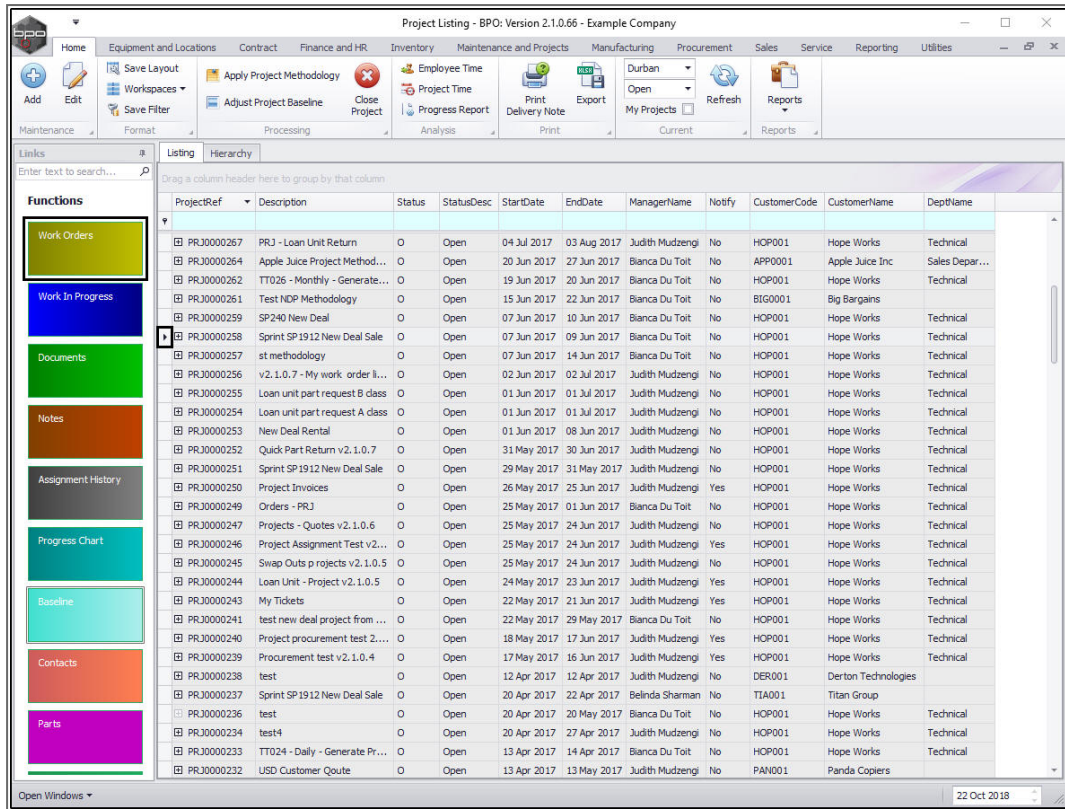 Project Listing - BPO: Version 2.1.0.66 - Example Company
bpo
Home Equipment and Locations Contract Finance and HR Inventory Maintenance and Projects Manufacturing Procurement Sales Service Reporting Utilities
Add Edit
Maintenance
Save Layout
Workspaces
Save Filter
Format
Apply Project Methodology
Adjust Project Baseline
Close Project
Processing
Employee Time
Project Time
Progress Report
Analysis
Print Delivery Note
Export
Print
Durban
Open
My Projects
Refresh
Current
Reports
Reports
Links
Enter text to search...
Functions
Work Orders
Work In Progress
Documents
Notes
Assignment History
Progress Chart
Baseline
Contacts
Parts
Listing Hierarchy
Drag a column header here to group by that column
ProjectRef Description Status StatusDesc StartDate EndDate ManagerName Notify CustomerCode CustomerName DeptName
PRJ0000267 PRJ - Loan Unit Return O Open 04 Jul 2017 03 Aug 2017 Judith Mudzengi No HOP001 Hope Works Technical
PRJ0000264 Apple Juice Project Method... O Open 20 Jun 2017 27 Jun 2017 Bianca Du Toit No APP0001 Apple Juice Inc Sales Depar...
PRJ0000262 TT026 - Monthly - Generate... O Open 19 Jun 2017 20 Jun 2017 Bianca Du Toit No HOP001 Hope Works Technical
PRJ0000261 Test NDP Methodology O Open 15 Jun 2017 22 Jun 2017 Bianca Du Toit No BIG0001 Big Bargains
PRJ0000259 SP240 New Deal O Open 07 Jun 2017 10 Jun 2017 Bianca Du Toit No HOP001 Hope Works Technical
PRJ0000258 Sprint SP1912 New Deal Sale O Open 07 Jun 2017 09 Jun 2017 Bianca Du Toit No HOP001 Hope Works Technical
PRJ0000257 st methodology O Open 07 Jun 2017 14 Jun 2017 Bianca Du Toit No HOP001 Hope Works Technical
PRJ0000256 v2.1.0.7 - My work order li... O Open 02 Jun 2017 02 Jul 2017 Judith Mudzengi No HOP001 Hope Works Technical
PRJ0000255 Loan unit part request B class O Open 01 Jun 2017 01 Jul 2017 Judith Mudzengi No HOP001 Hope Works Technical
PRJ0000254 Loan unit part request A class O Open 01 Jun 2017 01 Jul 2017 Judith Mudzengi No HOP001 Hope Works Technical
PRJ0000253 New Deal Rental O Open 01 Jun 2017 08 Jun 2017 Judith Mudzengi No HOP001 Hope Works Technical
PRJ0000252 Quick Part Return v2.1.0.7 O Open 31 May 2017 30 Jun 2017 Judith Mudzengi No HOP001 Hope Works Technical
PRJ0000251 Sprint SP1912 New Deal Sale O Open 29 May 2017 31 May 2017 Judith Mudzengi No HOP001 Hope Works Technical
PRJ0000250 Project Invoices O Open 26 May 2017 25 Jun 2017 Judith Mudzengi Yes HOP001 Hope Works Technical
PRJ0000249 Orders - PRJ O Open 25 May 2017 01 Jun 2017 Bianca Du Toit No HOP001 Hope Works Technical
PRJ0000247 Projects - Quotes v2.1.0.6 O Open 25 May 2017 24 Jun 2017 Judith Mudzengi No HOP001 Hope Works Technical
PRJ0000246 Project Assignment Test v2... O Open 25 May 2017 24 Jun 2017 Judith Mudzengi Yes HOP001 Hope Works Technical
PRJ0000245 Swap Outs p rojects v2.1.0.5 O Open 25 May 2017 24 Jun 2017 Judith Mudzengi No HOP001 Hope Works Technical
PRJ0000244 Loan Unit - Project v2.1.0.5 O Open 24 May 2017 23 Jun 2017 Judith Mudzengi Yes HOP001 Hope Works Technical
PRJ0000243 My Tickets O Open 22 May 2017 21 Jun 2017 Judith Mudzengi Yes HOP001 Hope Works Technical
PRJ0000241 test new deal project from ... O Open 22 May 2017 29 May 2017 Bianca Du Toit No HOP001 Hope Works Technical
PRJ0000240 Project procurement test 2.... O Open 18 May 2017 17 Jun 2017 Judith Mudzengi Yes HOP001 Hope Works Technical
PRJ0000239 Procurement test v2.1.0.4 O Open 17 May 2017 16 Jun 2017 Judith Mudzengi Yes HOP001 Hope Works Technical
PRJ0000238 test O Open 12 Apr 2017 12 Apr 2017 Judith Mudzengi No DER001 Derton Technologies
PRJ0000237 Sprint SP1912 New Deal Sale O Open 20 Apr 2017 22 Apr 2017 Belinda Sharman No TIA001 Titan Group
PRJ0000236 test O Open 20 Apr 2017 20 May 2017 Bianca Du Toit No HOP001 Hope Works Technical
PRJ0000234 test4 O Open 20 Apr 2017 27 Apr 2017 Judith Mudzengi No HOP001 Hope Works Technical
PRJ0000233 TT024 - Daily - Generate Pr... O Open 13 Apr 2017 14 Apr 2017 Bianca Du Toit No HOP001 Hope Works Technical
PRJ0000232 USD Customer Qoute O Open 13 Apr 2017 13 May 2017 Judith Mudzengi No PAN001 Panda Copiers
Open Windows
22 Oct 2018